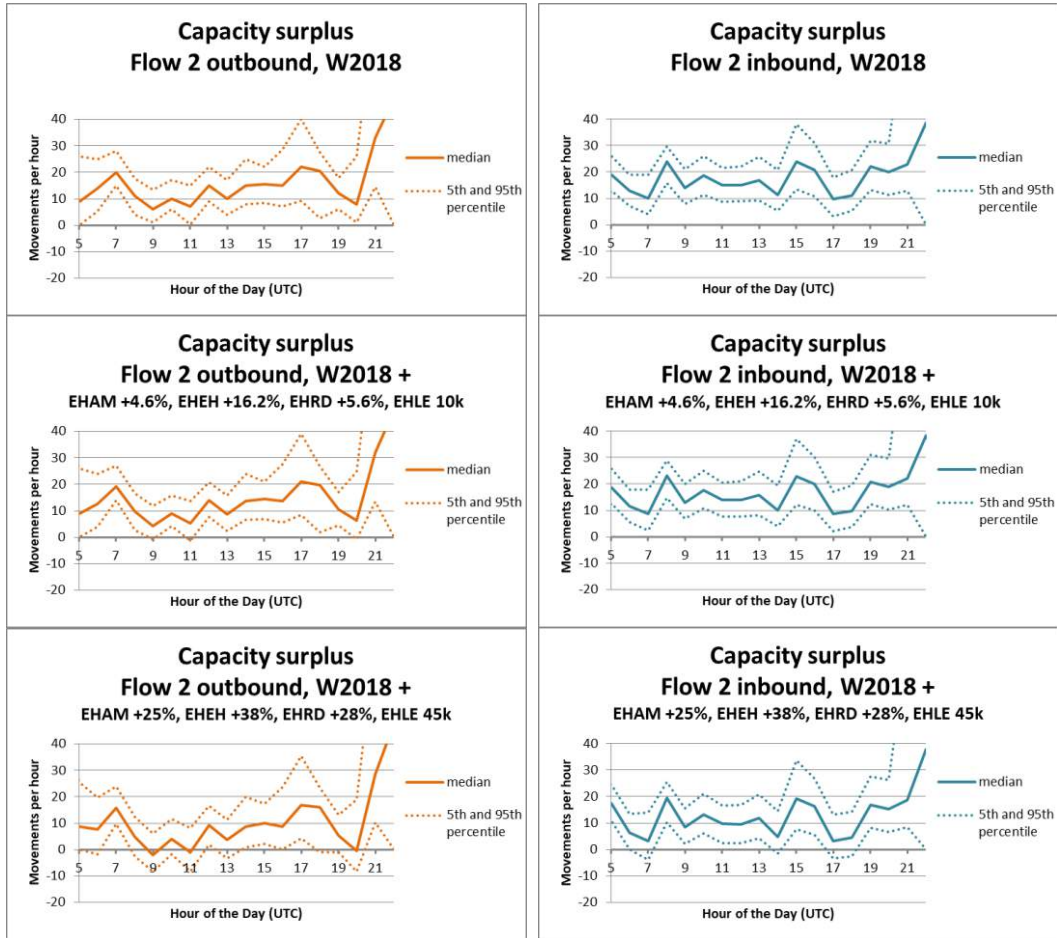 Capacity surplus
Flow 2 outbound, W2018
Movements per hour
40
30
20
10
0
-10
-20
5 7 9 11 13 15 17 19 21
Hour of the Day (UTC)
median
5th and 95th
percentile
Capacity surplus
Flow 2 inbound, W2018
Movements per hour
40
30
20
10
0
-10
-20
5 7 9 11 13 15 17 19 21
Hour of the Day (UTC)
median
5th and 95th
percentile
Capacity surplus
Flow 2 outbound, W2018 +
EHAM +4.6%, EHEH +16.2%, EHRD +5.6%, EHLE 10k
Movements per hour
40
30
20
10
0
-10
-20
5 7 9 11 13 15 17 19 21
Hour of the Day (UTC)
median
5th and 95th
percentile
Capacity surplus
Flow 2 inbound, W2018 +
EHAM +4.6%, EHEH +16.2%, EHRD +5.6%, EHLE 10k
Movements per hour
40
30
20
10
0
-10
-20
5 7 9 11 13 15 17 19 21
Hour of the Day (UTC)
median
5th and 95th
percentile
Capacity surplus
Flow 2 outbound, W2018 +
EHAM +25%, EHEH +38%, EHRD +28%, EHLE 45k
Movements per hour
40
30
20
10
0
-10
-20
5 7 9 11 13 15 17 19 21
Hour of the Day (UTC)
median
5th and 95th
percentile
Capacity surplus
Flow 2 inbound, W2018 +
EHAM +25%, EHEH +38%, EHRD +28%, EHLE 45k
Movements per hour
40
30
20
10
0
-10
-20
5 7 9 11 13 15 17 19 21
Hour of the Day (UTC)
median
5th and 95th
percentile